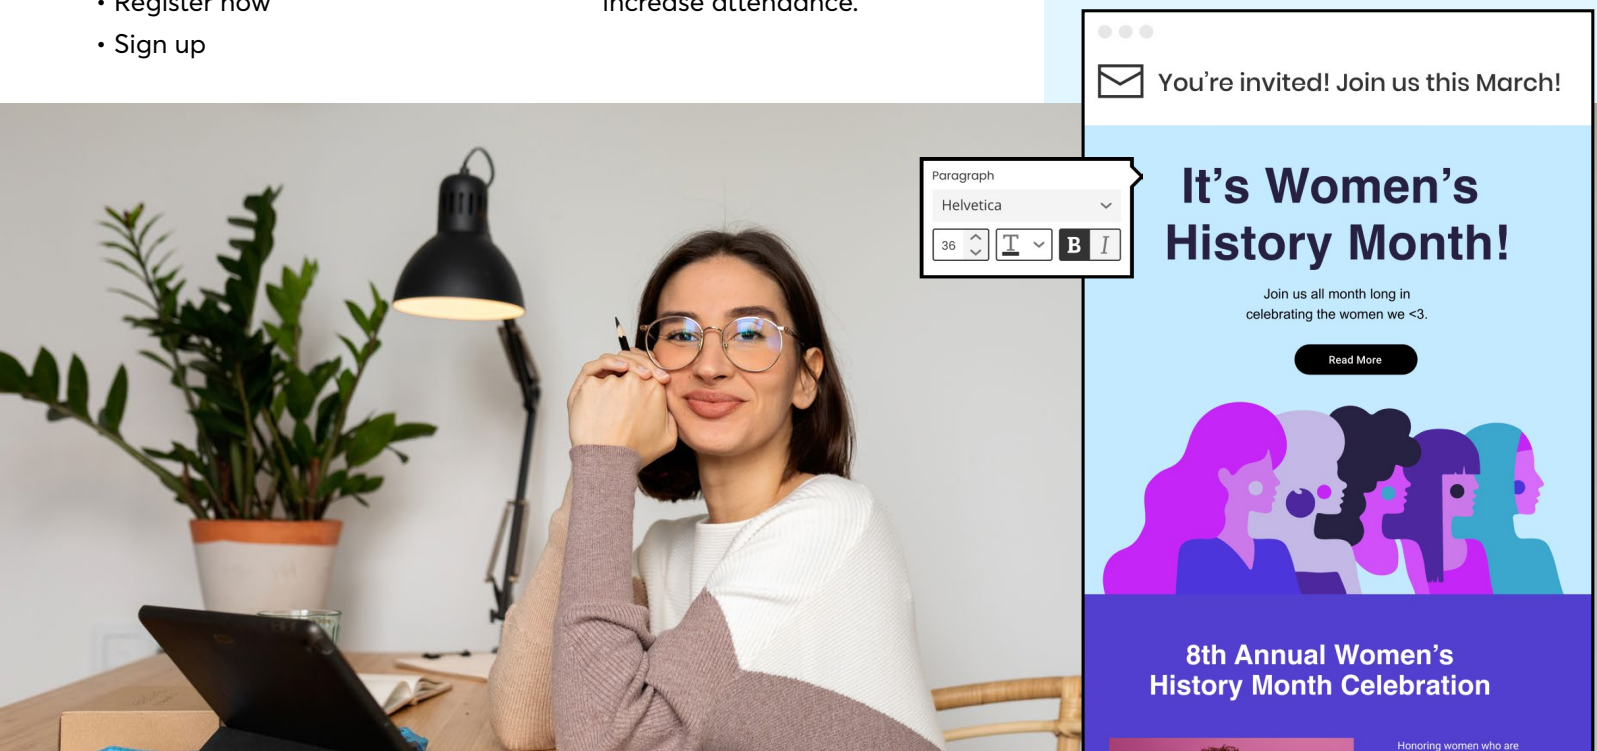 • Register now
• Sign up
increase attendance.
You're invited! Join us this March!
Paragraph
Helvetica
36
T
B
I
It's Women's
History Month!
Join us all month long in
celebrating the women we <3.
Read More
8th Annual Women's
History Month Celebration
Honoring women who are